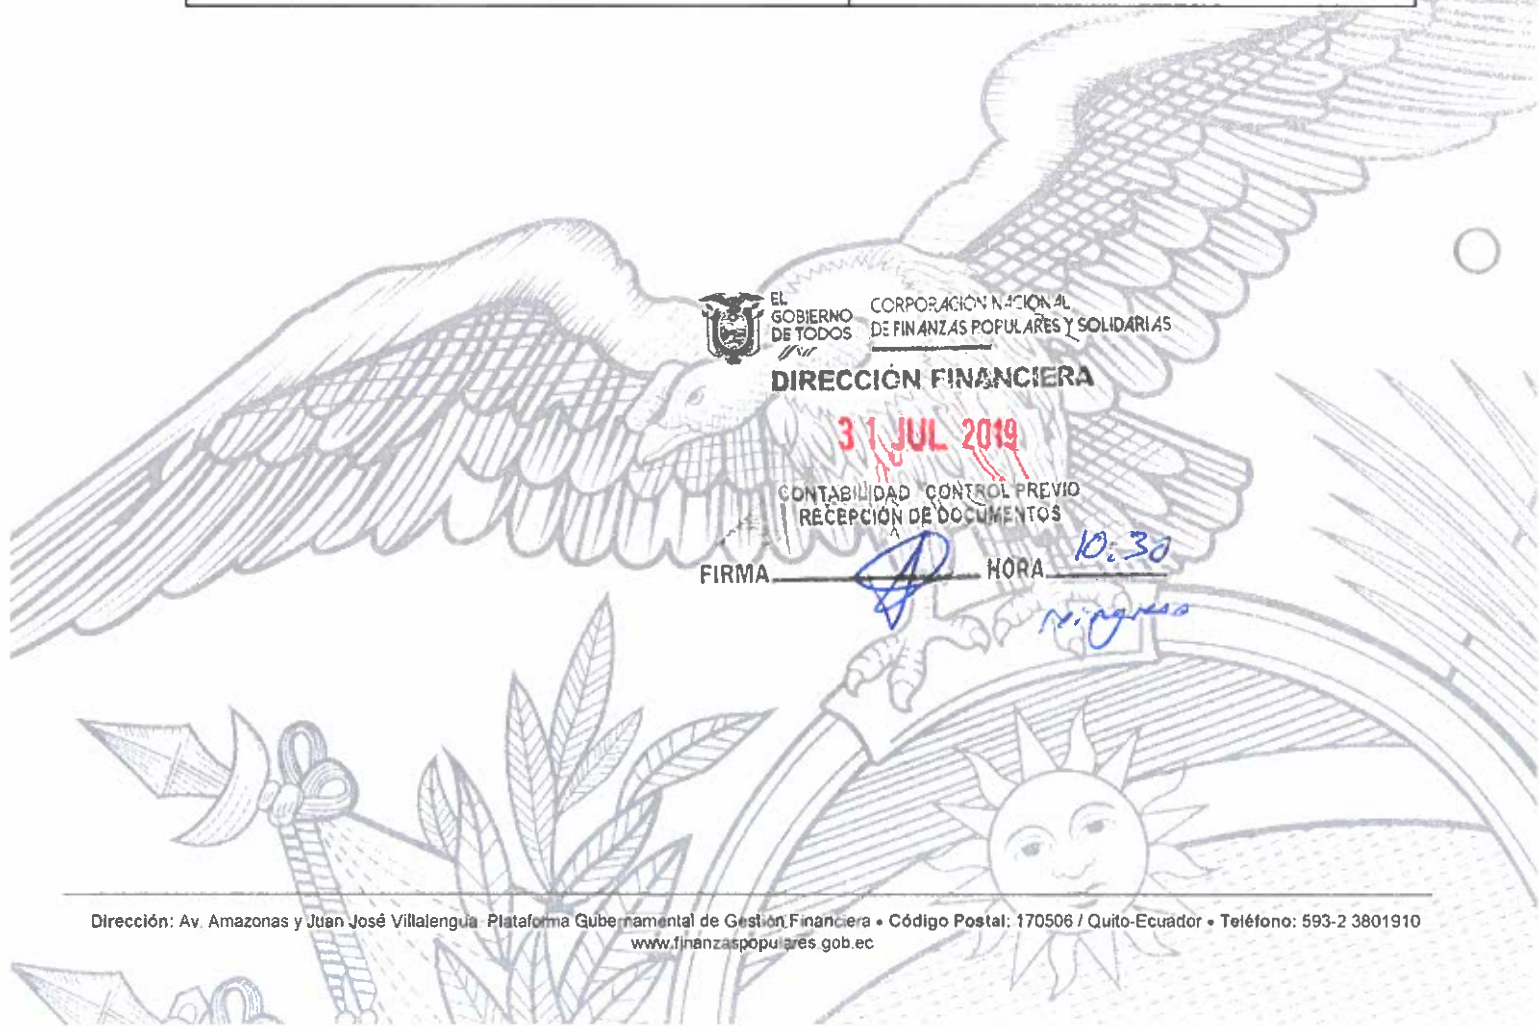 EL
GOBIERNO
DE TODOS
CORPORACIÓN NACIONAL
DE FINANZAS POPULARES Y SOLIDARIAS
DIRECCIÓN FINANCIERA
31 JUL 2019
CONTABILIDAD CONTROL PREVIO
RECEPCIÓN DE DOCUMENTOS
FIRMA HORA 10:30
Dirección: Av. Amazonas y Juan José Villalengua Plataforma Gubernamental de Gestión Financiera • Código Postal: 170506 / Quito-Ecuador • Teléfono: 593-2 3801910
www.finanzaspopulares.gob.ec